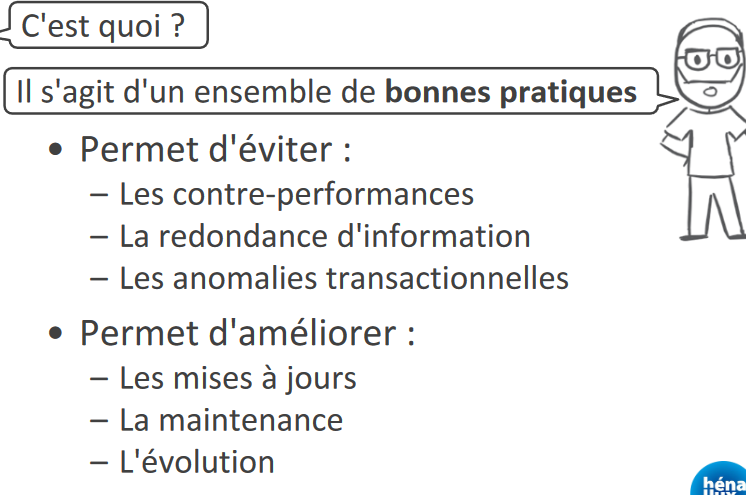 C'est quoi ?
Il s'agit d'un ensemble de bonnes pratiques
• Permet d'éviter :
– Les contre-performances
– La redondance d'information
– Les anomalies transactionnelles
• Permet d'améliorer :
– Les mises à jours
– La maintenance
– L'évolution